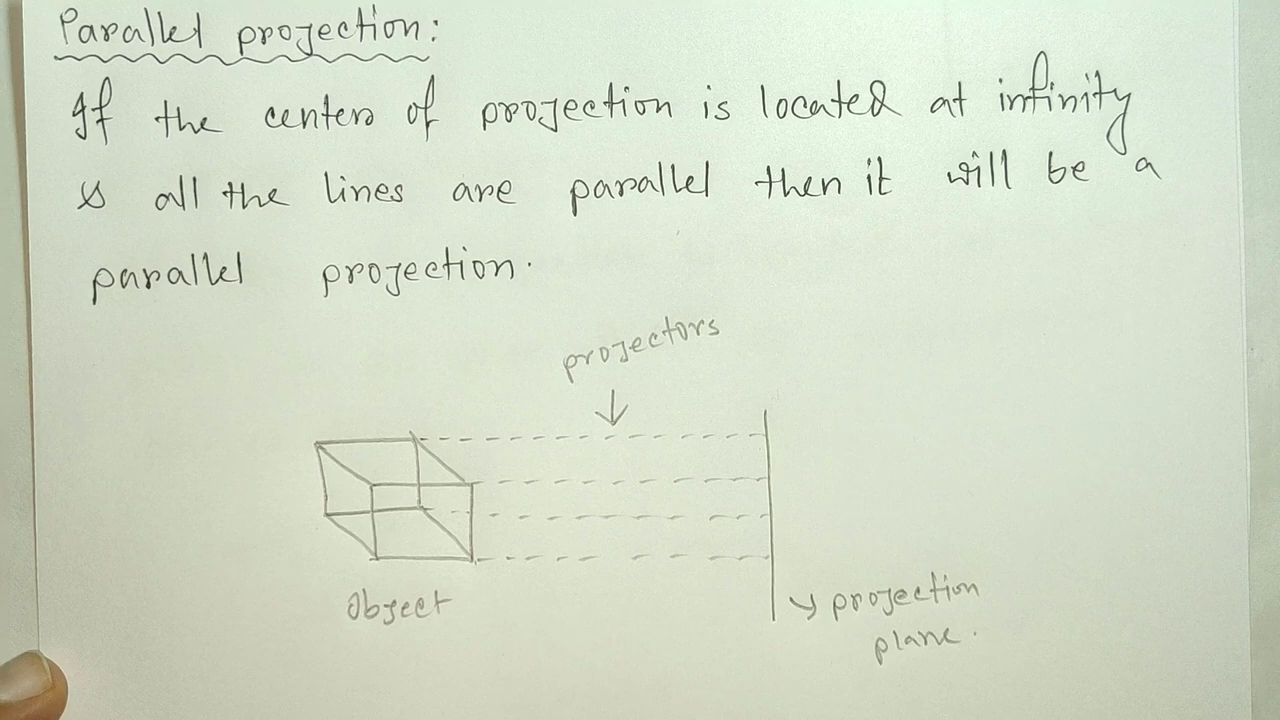 Parallel projection:
If the center of projection is located at infinity
& all the lines are parallel then it will be a
parallel projection.
projectors
object
projection
plane.